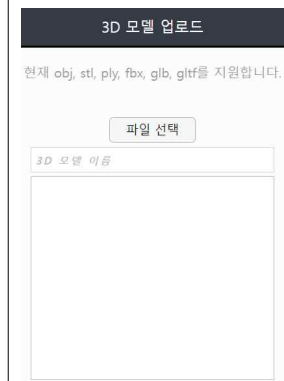 3D 모델 업로드
현재 obj, stl, ply, fbx, glb, gltf를 지원합니다.
파일 선택
3D 모델 이름